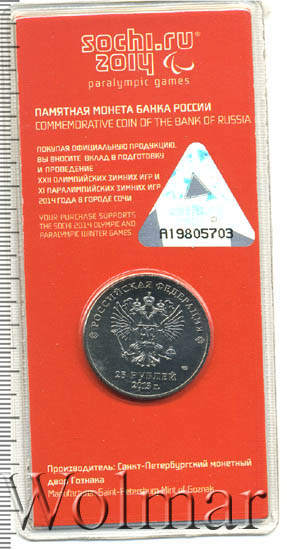 sochi.ru
2014
paralympic games
ПАМЯТНАЯ МОНЕТА БАНКА РОССИИ
COMMEMORATIVE COIN OF THE BANK OF RUSSIA
ПОКУПАЯ ОФИЦИАЛЬНУЮ ПРОДУКЦИЮ,
ВЫ ВНОСИТЕ ВКЛАД В ПОДГОТОВКУ
И ПРОВЕДЕНИЕ
XXII ОЛИМПИЙСКИХ ЗИМНИХ ИГР И
XI ПАРАЛИМПИЙСКИХ ЗИМНИХ ИГР
2014 ГОДА В ГОРОДЕ СОЧИ
YOUR PURCHASE SUPPORTS
THE SOCHI 2014 OLYMPIC AND
PARALYMPIC WINTER GAMES
A19805703
РОССИЙСКАЯ ФЕДЕРАЦИЯ
25 РУБЛЕЙ
2013 г.
Производитель: Санкт-Петербургский монетный
двор Гознака
Manufacturer: Saint-Petersburg Mint of Goznak
Wolmar